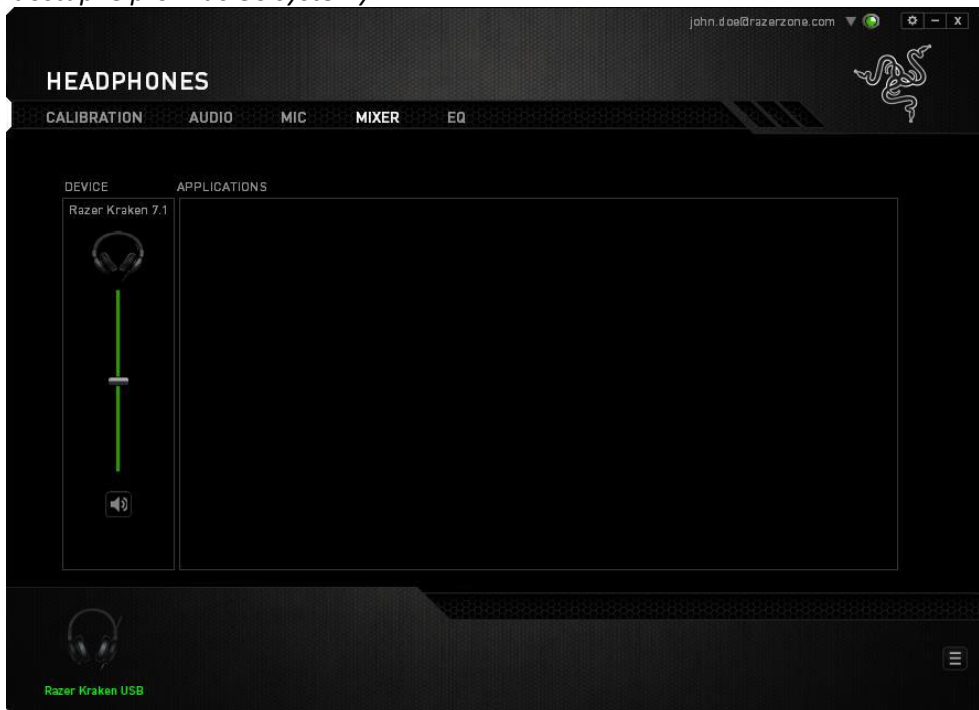 john.doe@razerzone.com
HEADPHONES
CALIBRATION AUDIO MIC MIXER EQ
DEVICE APPLICATIONS
Razer Kraken 7.1
Razer Kraken USB